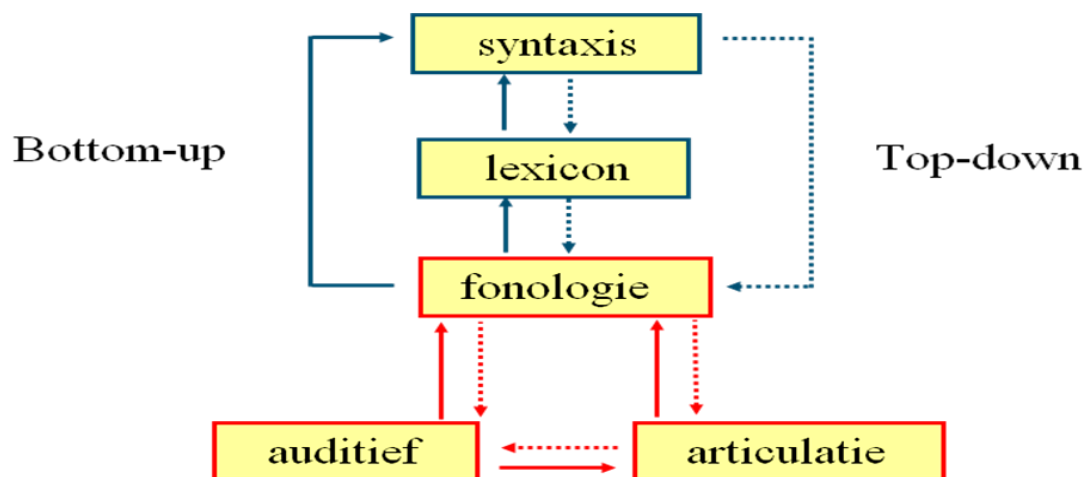 syntaxis
Bottom-up
Top-down
lexicon
fonologie
auditief
articulatie